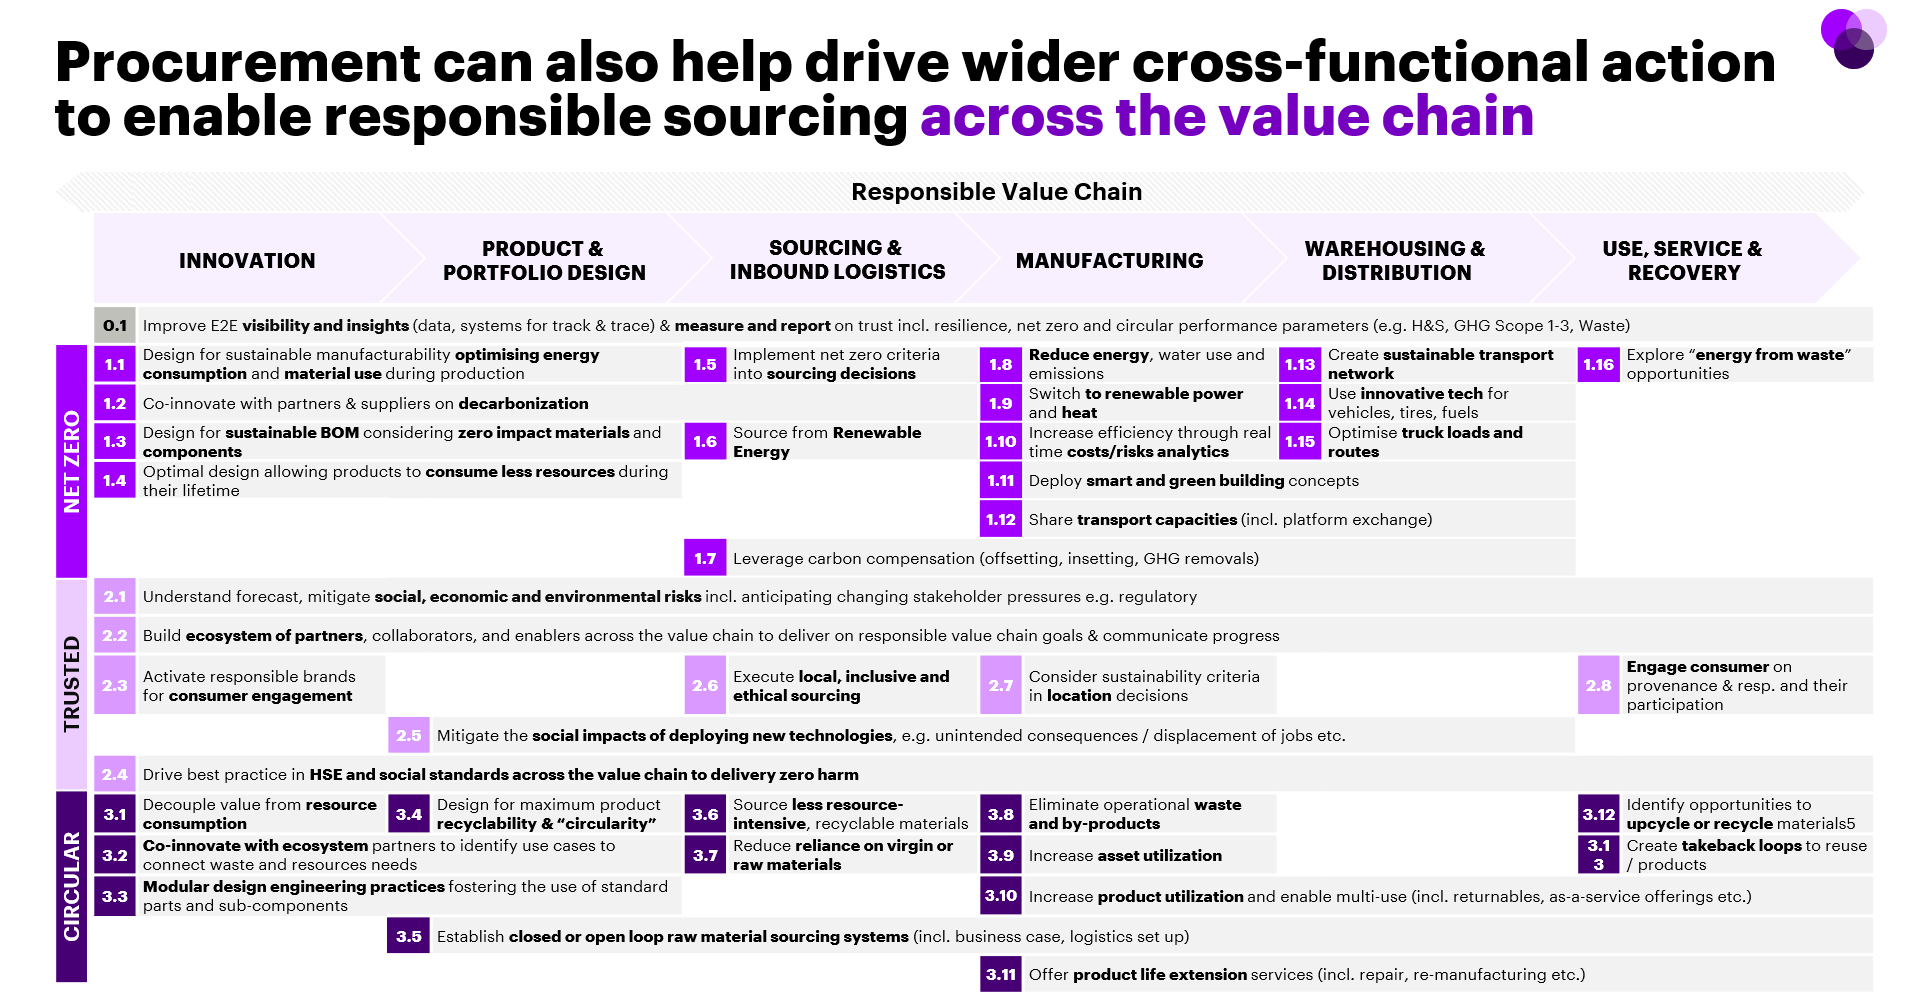 Procurement can also help drive wider cross-functional action
to enable responsible sourcing across the value chain
Responsible Value Chain
INNOVATION
PRODUCT &
PORTFOLIO DESIGN
SOURCING &
INBOUND LOGISTICS
MANUFACTURING
WAREHOUSING &
DISTRIBUTION
USE, SERVICE &
RECOVERY
0.1 Improve E2E visibility and insights (data, systems for track & trace) & measure and report on trust incl. resilience, net zero and circular performance parameters (e.g. H&S, GHG Scope 1-3, Waste)
NET ZERO
1.1 Design for sustainable manufacturability optimising energy
consumption and material use during production
1.5 Implement net zero criteria
into sourcing decisions
1.8 Reduce energy, water use and
emissions
1.13 Create sustainable transport
network
1.16 Explore “energy from waste”
opportunities
1.2 Co-innovate with partners & suppliers on decarbonization
1.9 Switch to renewable power
and heat
1.14 Use innovative tech for
vehicles, tires, fuels
1.3 Design for sustainable BOM considering zero impact materials and
components
1.6 Source from Renewable
Energy
1.10 Increase efficiency through real
time costs/risks analytics
1.15 Optimise truck loads and
routes
1.4 Optimal design allowing products to consume less resources during
their lifetime
1.11 Deploy smart and green building concepts
1.12 Share transport capacities (incl. platform exchange)
1.7 Leverage carbon compensation (offsetting, insetting, GHG removals)
TRUSTED
2.1 Understand forecast, mitigate social, economic and environmental risks incl. anticipating changing stakeholder pressures e.g. regulatory
2.2 Build ecosystem of partners, collaborators, and enablers across the value chain to deliver on responsible value chain goals & communicate progress
2.3 Activate responsible brands
for consumer engagement
2.6 Execute local, inclusive and
ethical sourcing
2.7 Consider sustainability criteria
in location decisions
2.8 Engage consumer on
provenance & resp. and their
participation
2.5 Mitigate the social impacts of deploying new technologies, e.g. unintended consequences / displacement of jobs etc.
2.4 Drive best practice in HSE and social standards across the value chain to delivery zero harm
CIRCULAR
3.1 Decouple value from resource
consumption
3.4 Design for maximum product
recyclability & “circularity”
3.6 Source less resource-
intensive, recyclable materials
3.8 Eliminate operational waste
and by-products
3.12 Identify opportunities to
upcycle or recycle materials5
3.2 Co-innovate with ecosystem partners to identify use cases to
connect waste and resources needs
3.7 Reduce reliance on virgin or
raw materials
3.9 Increase asset utilization
3.1
3
Create takeback loops to reuse
/ products
3.3 Modular design engineering practices fostering the use of standard
parts and sub-components
3.10 Increase product utilization and enable multi-use (incl. returnables, as-a-service offerings etc.)
3.5 Establish closed or open loop raw material sourcing systems (incl. business case, logistics set up)
3.11 Offer product life extension services (incl. repair, re-manufacturing etc.)